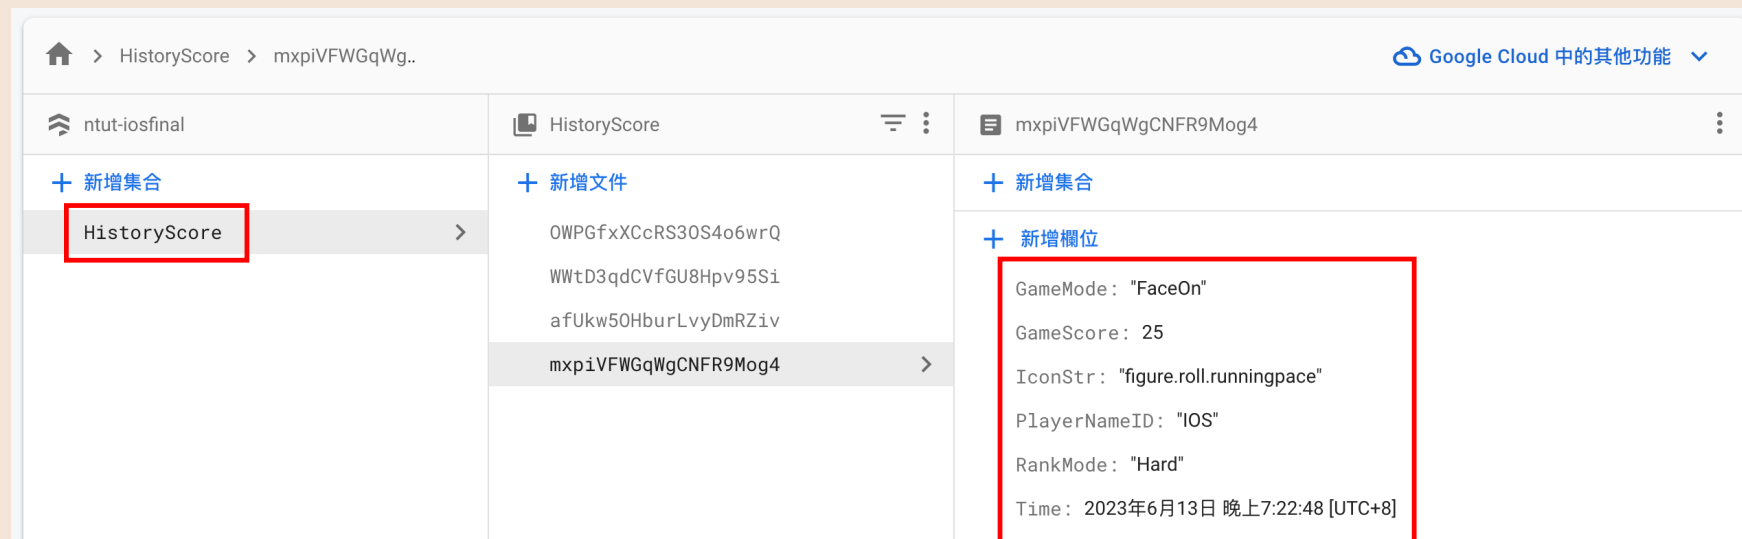 HistoryScore
mxpiVFWGqWg..
Google Cloud 中的其他功能
ntut-iosfinal
HistoryScore
mxpiVFWGqWgCNFR9Mog4
新增集合
HistoryScore
新增文件
OWPGfxXCcRS3OS4o6wrQ
WWtD3qdCVfGU8Hpv95Si
afUkw5OHburLvyDmRZiv
mxpiVFWGqWgCNFR9Mog4
新增集合
新增欄位
GameMode: "FaceOn"
GameScore: 25
IconStr: "figure.roll.runningpace"
PlayerNameID: "IOS"
RankMode: "Hard"
Time: 2023年6月13日 晚上7:22:48 [UTC+8]